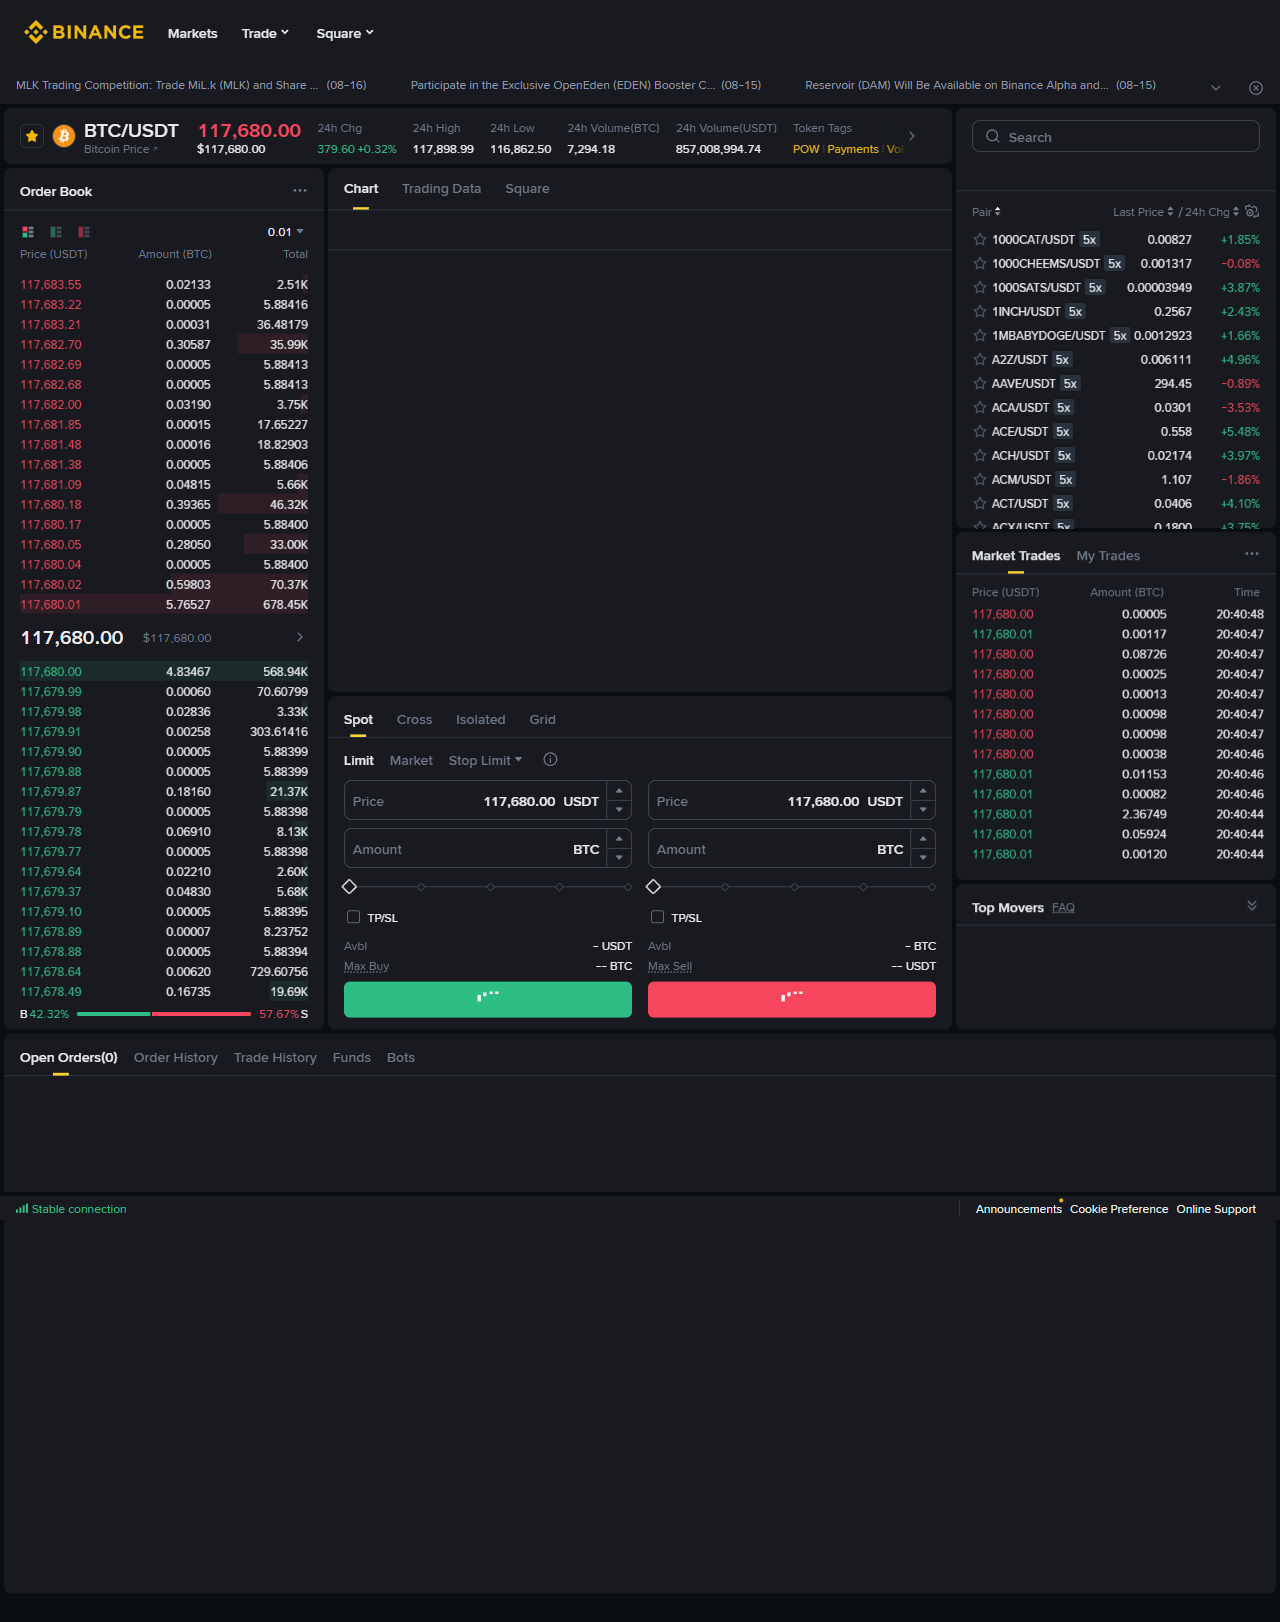 BINANCE Markets Trade Square
MLK Trading Competition: Trade MiL.k (MLK) and Share ... (08-16) Participate in the Exclusive OpenEden (EDEN) Booster C... (08-15) Reservoir (DAM) Will Be Available on Binance Alpha and... (08-15)
BTC/USDT
Bitcoin Price
117,680.00
$117,680.00
24h Chg
379.60 +0.32%
24h High
117,898.99
24h Low
116,862.50
24h Volume(BTC)
7,294.18
24h Volume(USDT)
857,008,994.74
Token Tags
POW | Payments | Vol
Order Book
0.01
Price (USDT) Amount (BTC) Total
117,683.55 0.02133 2.51K
117,683.22 0.00005 5.88416
117,683.21 0.00031 36.48179
117,682.70 0.30587 35.99K
117,682.69 0.00005 5.88413
117,682.68 0.00005 5.88413
117,682.00 0.03190 3.75K
117,681.85 0.00015 17.65227
117,681.48 0.00016 18.82903
117,681.38 0.00005 5.88406
117,681.09 0.04815 5.66K
117,680.18 0.39365 46.32K
117,680.17 0.00005 5.88400
117,680.05 0.28050 33.00K
117,680.04 0.00005 5.88400
117,680.02 0.59803 70.37K
117,680.01 5.76527 678.45K
117,680.00 $117,680.00
117,680.00 4.83467 568.94K
117,679.99 0.00060 70.60799
117,679.98 0.02836 3.33K
117,679.91 0.00258 303.61416
117,679.90 0.00005 5.88399
117,679.88 0.00005 5.88399
117,679.87 0.18160 21.37K
117,679.79 0.00005 5.88398
117,679.78 0.06910 8.13K
117,679.77 0.00005 5.88398
117,679.64 0.02210 2.60K
117,679.37 0.04830 5.68K
117,679.10 0.00005 5.88395
117,678.89 0.00007 8.23752
117,678.88 0.00005 5.88394
117,678.64 0.00620 729.60756
117,678.49 0.16735 19.69K
B 42.32% 57.67% S
Chart Trading Data Square
Spot Cross Isolated Grid
Limit Market Stop Limit
Price 117,680.00 USDT
Amount BTC
TP/SL
Avbl - USDT
Max Buy -- BTC
Price 117,680.00 USDT
Amount BTC
TP/SL
Avbl - BTC
Max Sell -- USDT
Search
Pair Last Price / 24h Chg
1000CAT/USDT 5x 0.00827 +1.85%
1000CHEEMS/USDT 5x 0.001317 -0.08%
1000SATS/USDT 5x 0.00003949 +3.87%
1INCH/USDT 5x 0.2567 +2.43%
1MBABYDOGE/USDT 5x 0.0012923 +1.66%
A2Z/USDT 5x 0.006111 +4.96%
AAVE/USDT 5x 294.45 -0.89%
ACA/USDT 5x 0.0301 -3.53%
ACE/USDT 5x 0.558 +5.48%
ACH/USDT 5x 0.02174 +3.97%
ACM/USDT 5x 1.107 -1.86%
ACT/USDT 5x 0.0406 +4.10%
ACX/USDT 5x 0.1800 +3.75%
Market Trades My Trades
Price (USDT) Amount (BTC) Time
117,680.00 0.00005 20:40:48
117,680.01 0.00117 20:40:47
117,680.00 0.08726 20:40:47
117,680.00 0.00025 20:40:47
117,680.00 0.00013 20:40:47
117,680.00 0.00098 20:40:47
117,680.00 0.00098 20:40:47
117,680.00 0.00038 20:40:46
117,680.01 0.01153 20:40:46
117,680.01 0.00082 20:40:46
117,680.01 2.36749 20:40:44
117,680.01 0.05924 20:40:44
117,680.01 0.00120 20:40:44
Top Movers FAQ
Open Orders(0) Order History Trade History Funds Bots
Stable connection Announcements Cookie Preference Online Support